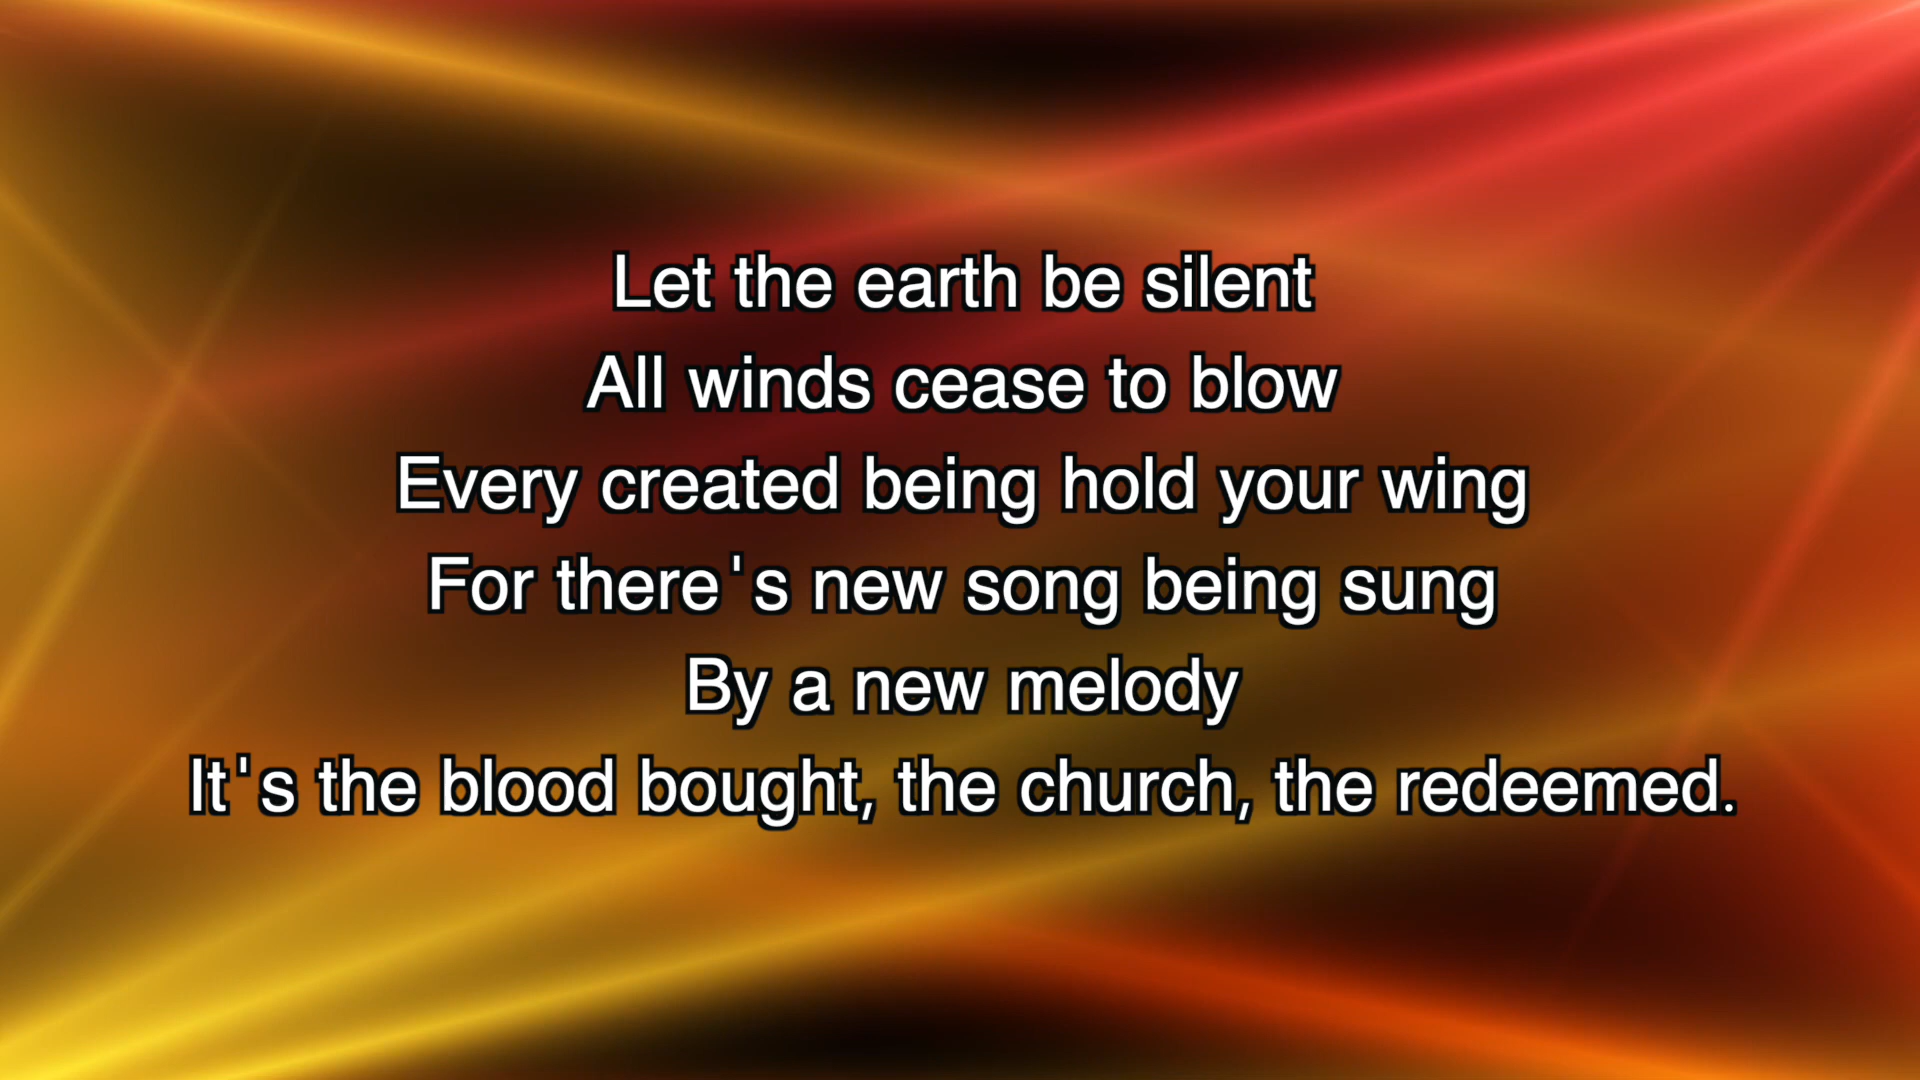 Let the earth be silent
All winds cease to blow
Every created being hold your wing
For there's new song being sung
By a new melody
It's the blood bought, the church, the redeemed.